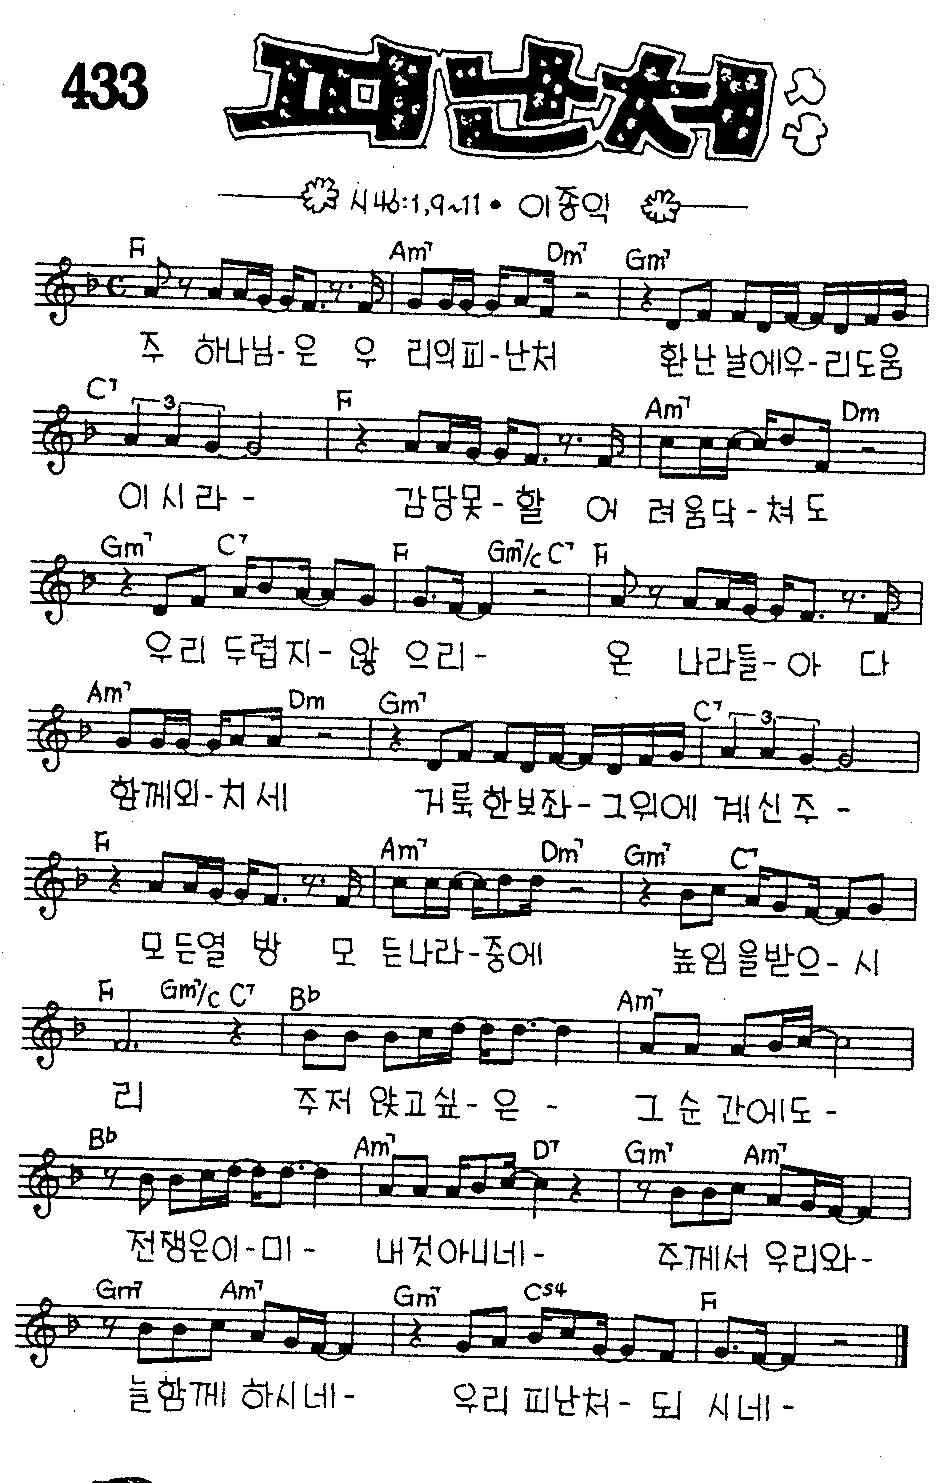 433
피난처
시46:1,9~11 • 이종익
F Am7 Dm7 Gm7
주 하나님-은 우 리의피-난처 환난날에우-리도움
C7 3 F Am7 Dm
이시라 - 감당못-할 어 려움닥-쳐도
Gm7 C7 F Gm7/C C7 F
우리 두렵지-않 으리 - 온 나라들-아 다
Am7 Dm Gm7 C7 3
함께외-치세 거룩한보좌-그위에 계신주 -
F Am7 Dm7 Gm7 C7
모든열 방 모 든나라-중에 높임을받으-시
F Gm7/C C7 Bb Am7
리 주저 앉고싶-은 - 그 순 간에도-
Bb Am7 D7 Gm7 Am7
전쟁은이-미 - 내것아니네- 주께서 우리와-
Gm7 Am7 Gm7 Csus4 F
늘함께 하시네- 우리 피난처- 되 시네 -